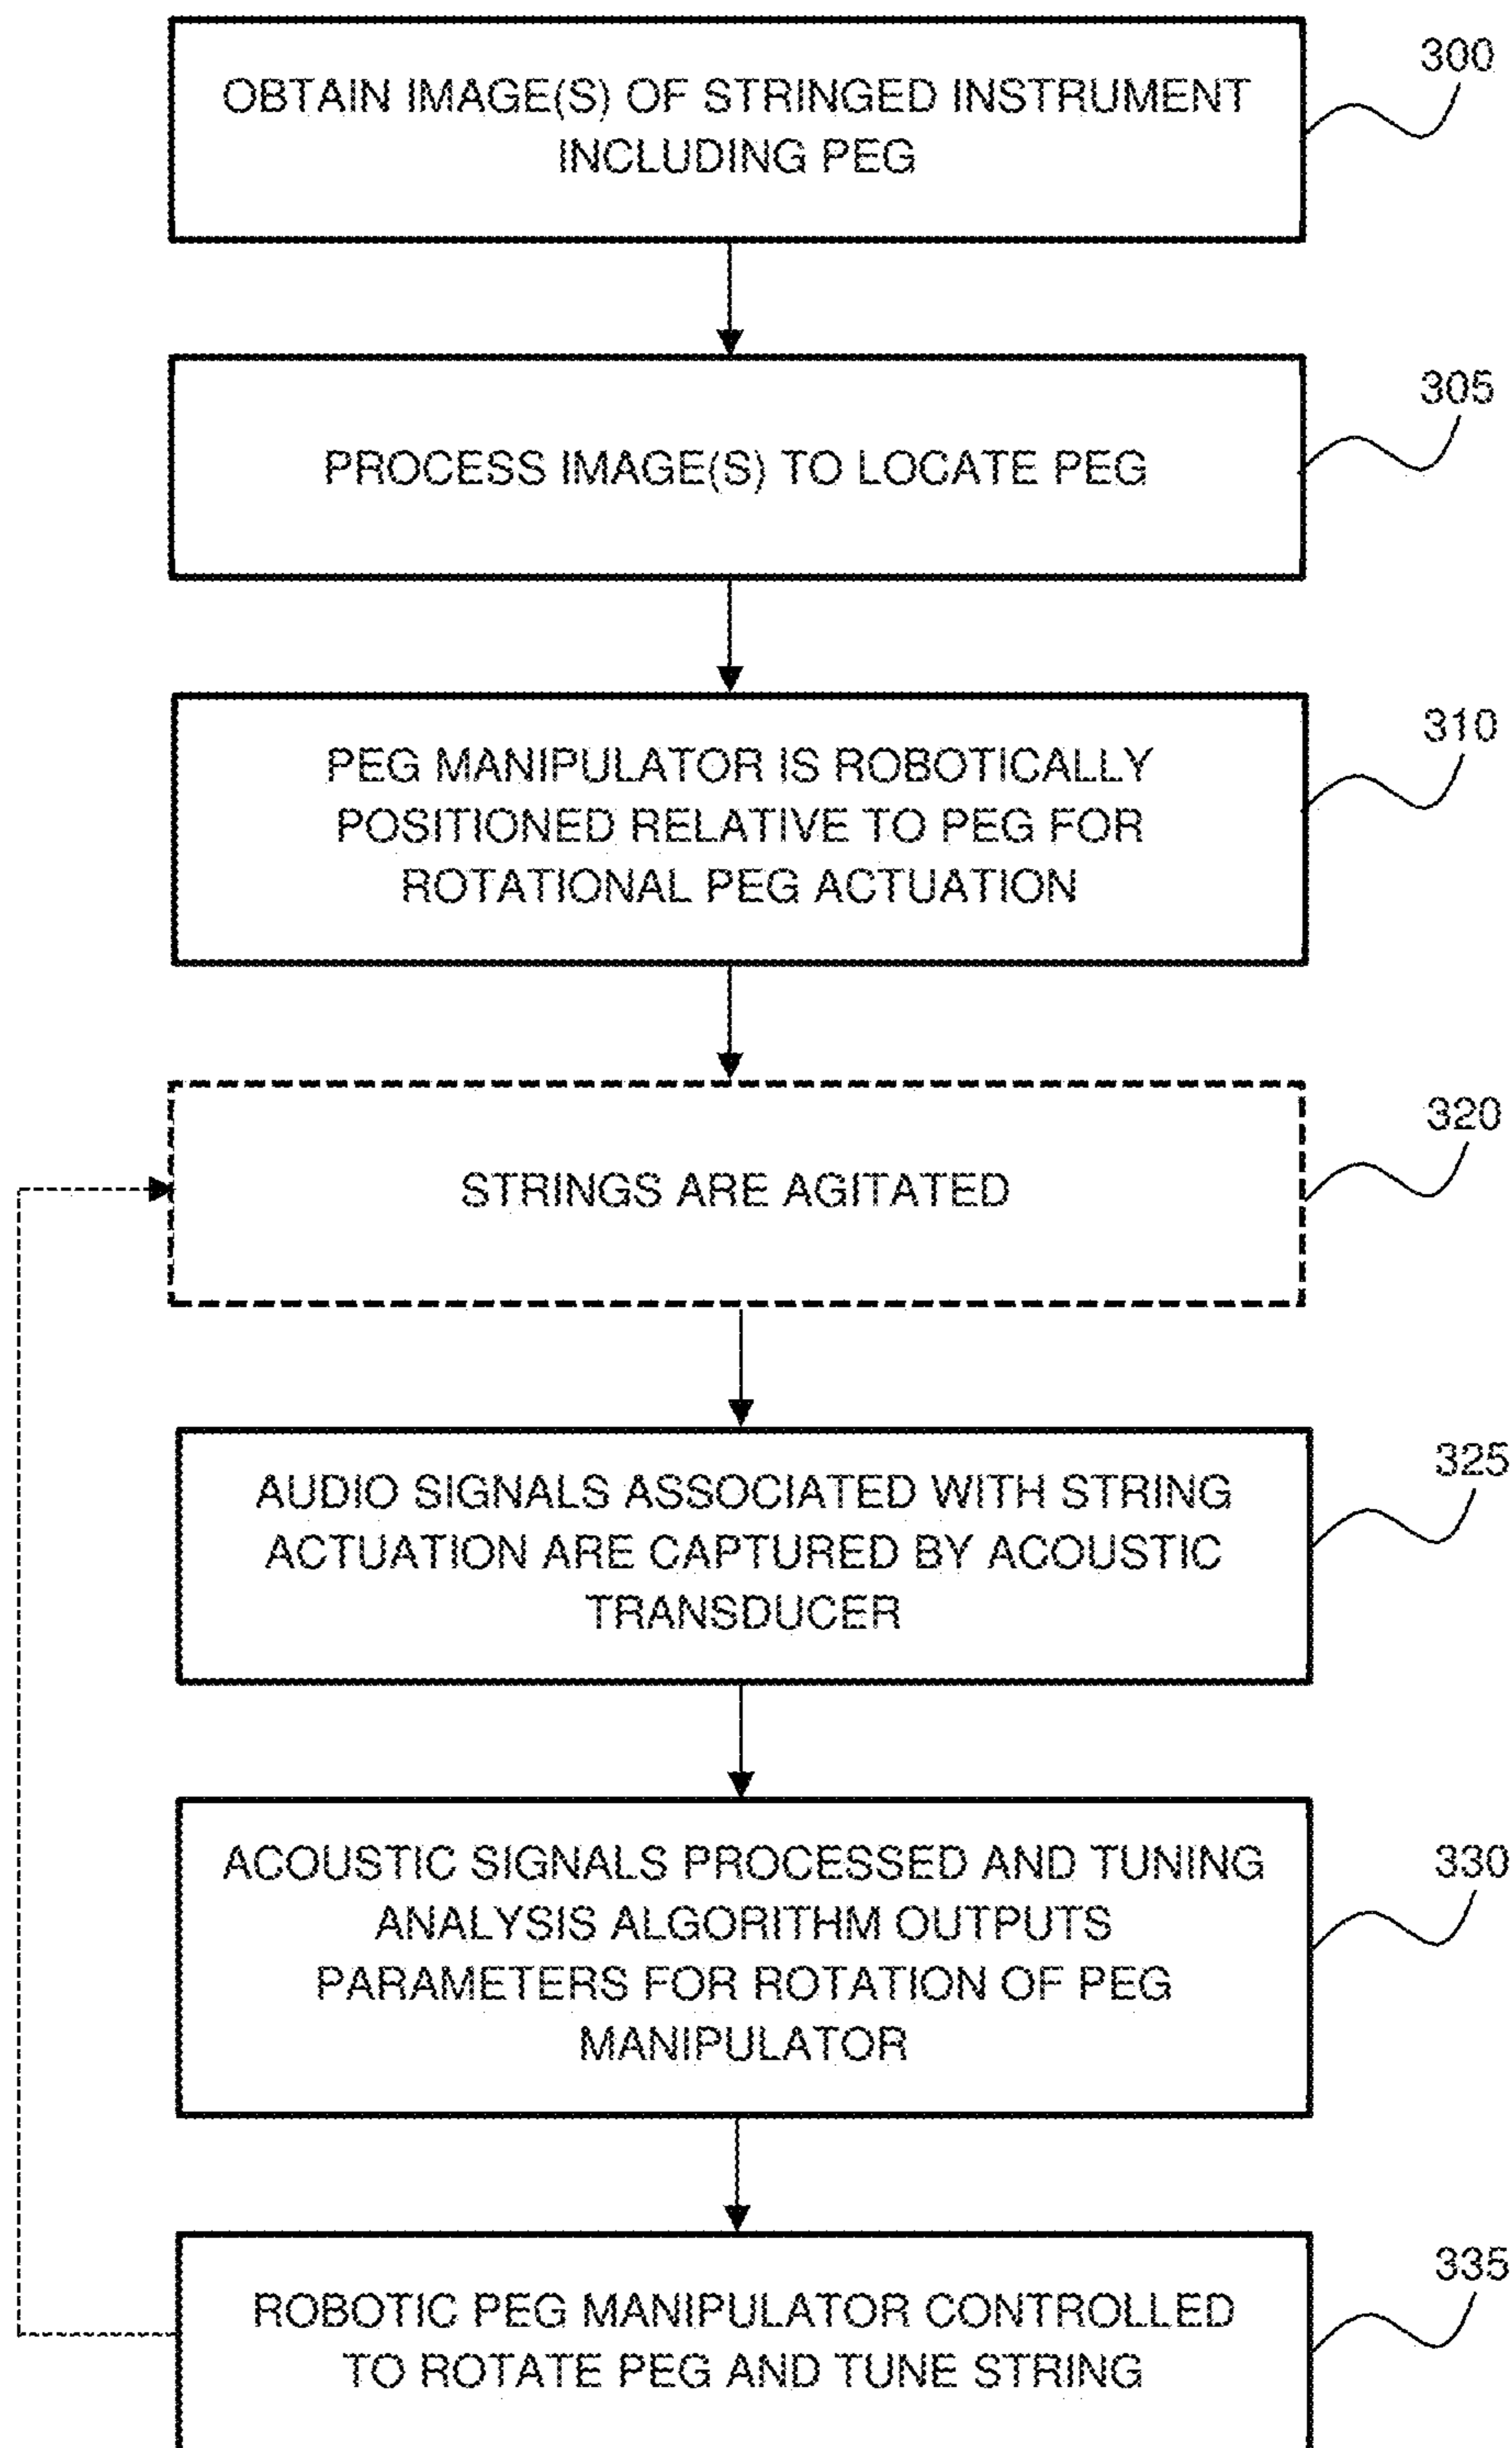 300
OBTAIN IMAGE(S) OF STRINGED INSTRUMENT
INCLUDING PEG
305
PROCESS IMAGE(S) TO LOCATE PEG
310
PEG MANIPULATOR IS ROBOTICALLY
POSITIONED RELATIVE TO PEG FOR
ROTATIONAL PEG ACTUATION
320
STRINGS ARE AGITATED
325
AUDIO SIGNALS ASSOCIATED WITH STRING
ACTUATION ARE CAPTURED BY ACOUSTIC
TRANSDUCER
330
ACOUSTIC SIGNALS PROCESSED AND TUNING
ANALYSIS ALGORITHM OUTPUTS
PARAMETERS FOR ROTATION OF PEG
MANIPULATOR
335
ROBOTIC PEG MANIPULATOR CONTROLLED
TO ROTATE PEG AND TUNE STRING